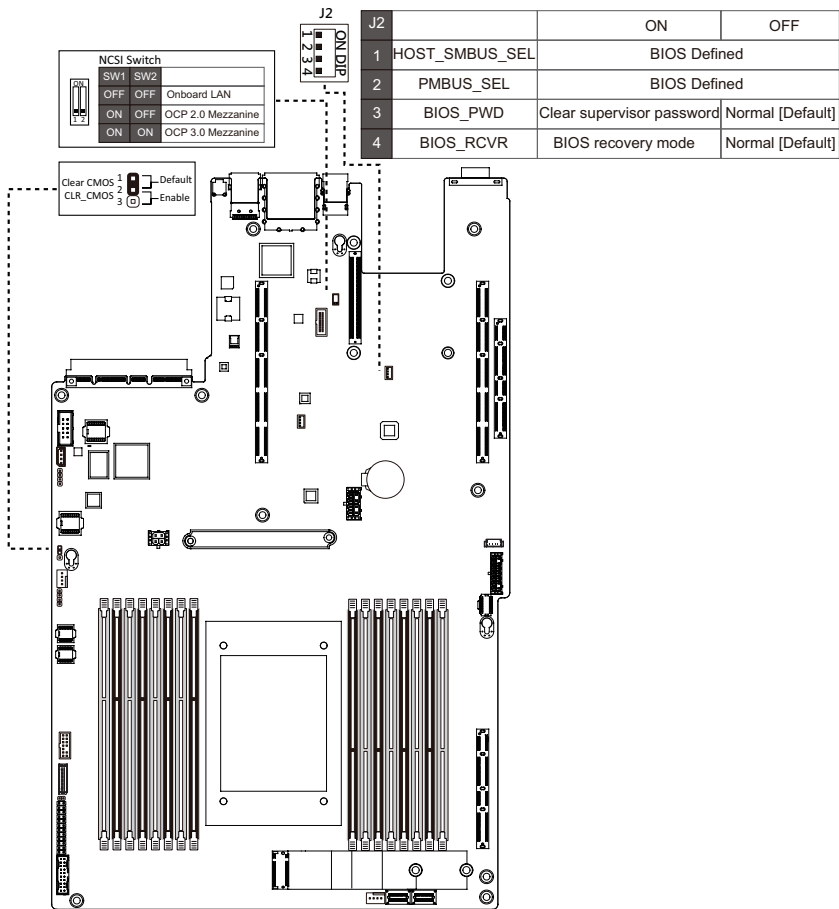 J2
1 2 3 4
ON DIP
J2 ON OFF
1 HOST_SMBUS_SEL BIOS Defined
2 PMBUS_SEL BIOS Defined
3 BIOS_PWD Clear supervisor password Normal [Default]
4 BIOS_RCVR BIOS recovery mode Normal [Default]
NCSI Switch
SW1 SW2
OFF OFF Onboard LAN
ON OFF OCP 2.0 Mezzanine
ON ON OCP 3.0 Mezzanine
ON
1 2
Clear CMOS 1 Default
CLR_CMOS 2
3 Enable